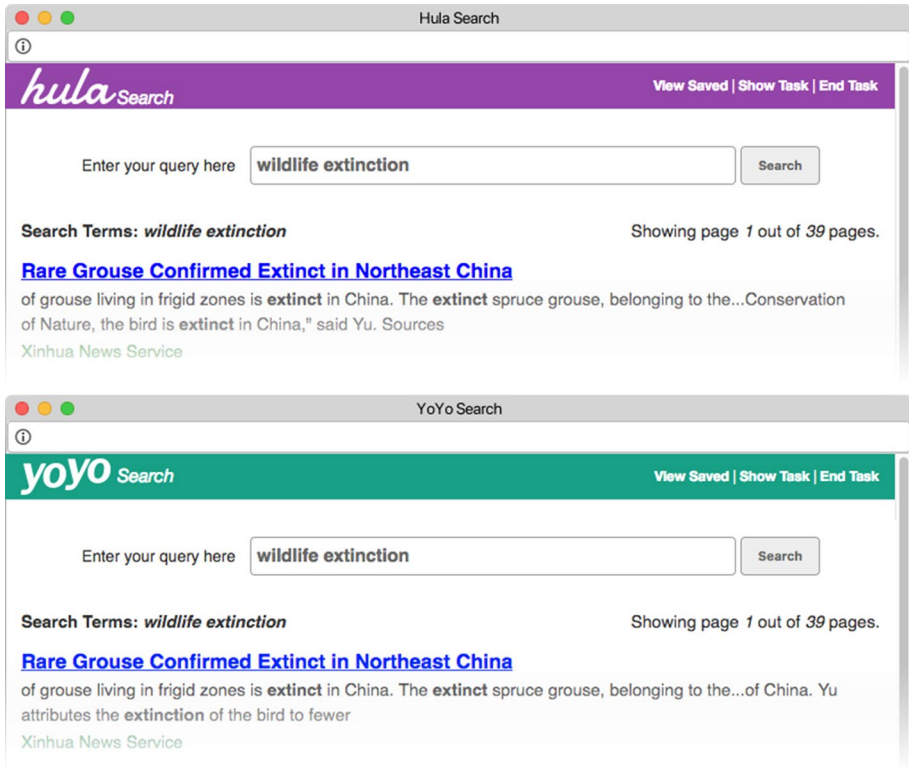 Hula Search
hula Search
View Saved | Show Task | End Task
Enter your query here wildlife extinction Search
Search Terms: wildlife extinction Showing page 1 out of 39 pages.
Rare Grouse Confirmed Extinct in Northeast China
of grouse living in frigid zones is extinct in China. The extinct spruce grouse, belonging to the...Conservation
of Nature, the bird is extinct in China," said Yu. Sources
Xinhua News Service
YoYo Search
yoyo Search
View Saved | Show Task | End Task
Enter your query here wildlife extinction Search
Search Terms: wildlife extinction Showing page 1 out of 39 pages.
Rare Grouse Confirmed Extinct in Northeast China
of grouse living in frigid zones is extinct in China. The extinct spruce grouse, belonging to the...of China. Yu
attributes the extinction of the bird to fewer
Xinhua News Service